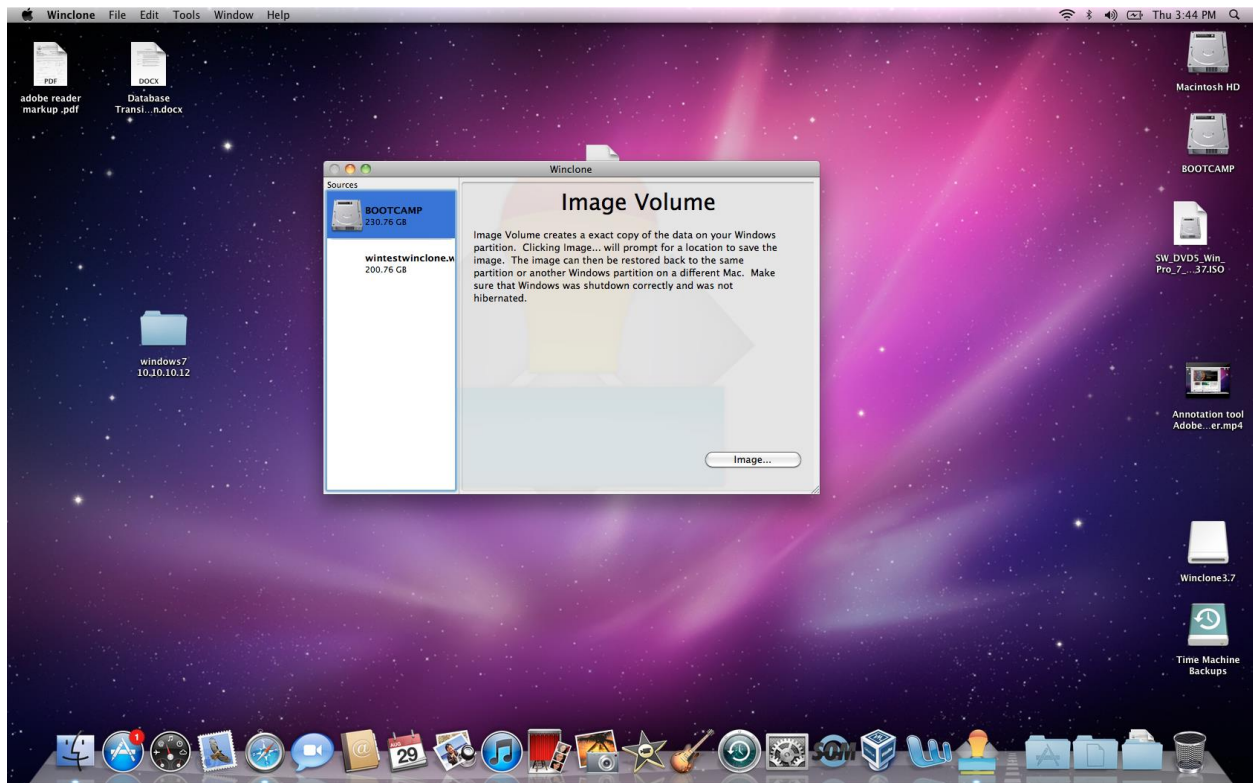 Winclone File Edit Tools Window Help
Thu 3:44 PM
PDF
adobe reader
markup .pdf
DOCX
Database
Transi...n.docx
Macintosh HD
BOOTCAMP
SW_DVD5_Win_
Pro_7_...37.ISO
windows7
10,10.10.12
Annotation tool
Adobe...er.mp4
Winclone3.7
Time Machine
Backups
Winclone
Sources
BOOTCAMP
230.76 GB
wintestwinclone.w
200.76 GB
Image Volume
Image Volume creates a exact copy of the data on your Windows
partition. Clicking Image... will prompt for a location to save the
image. The image can then be restored back to the same
partition or another Windows partition on a different Mac. Make
sure that Windows was shutdown correctly and was not
hibernated.
Image...
1
AUG
29
SQM